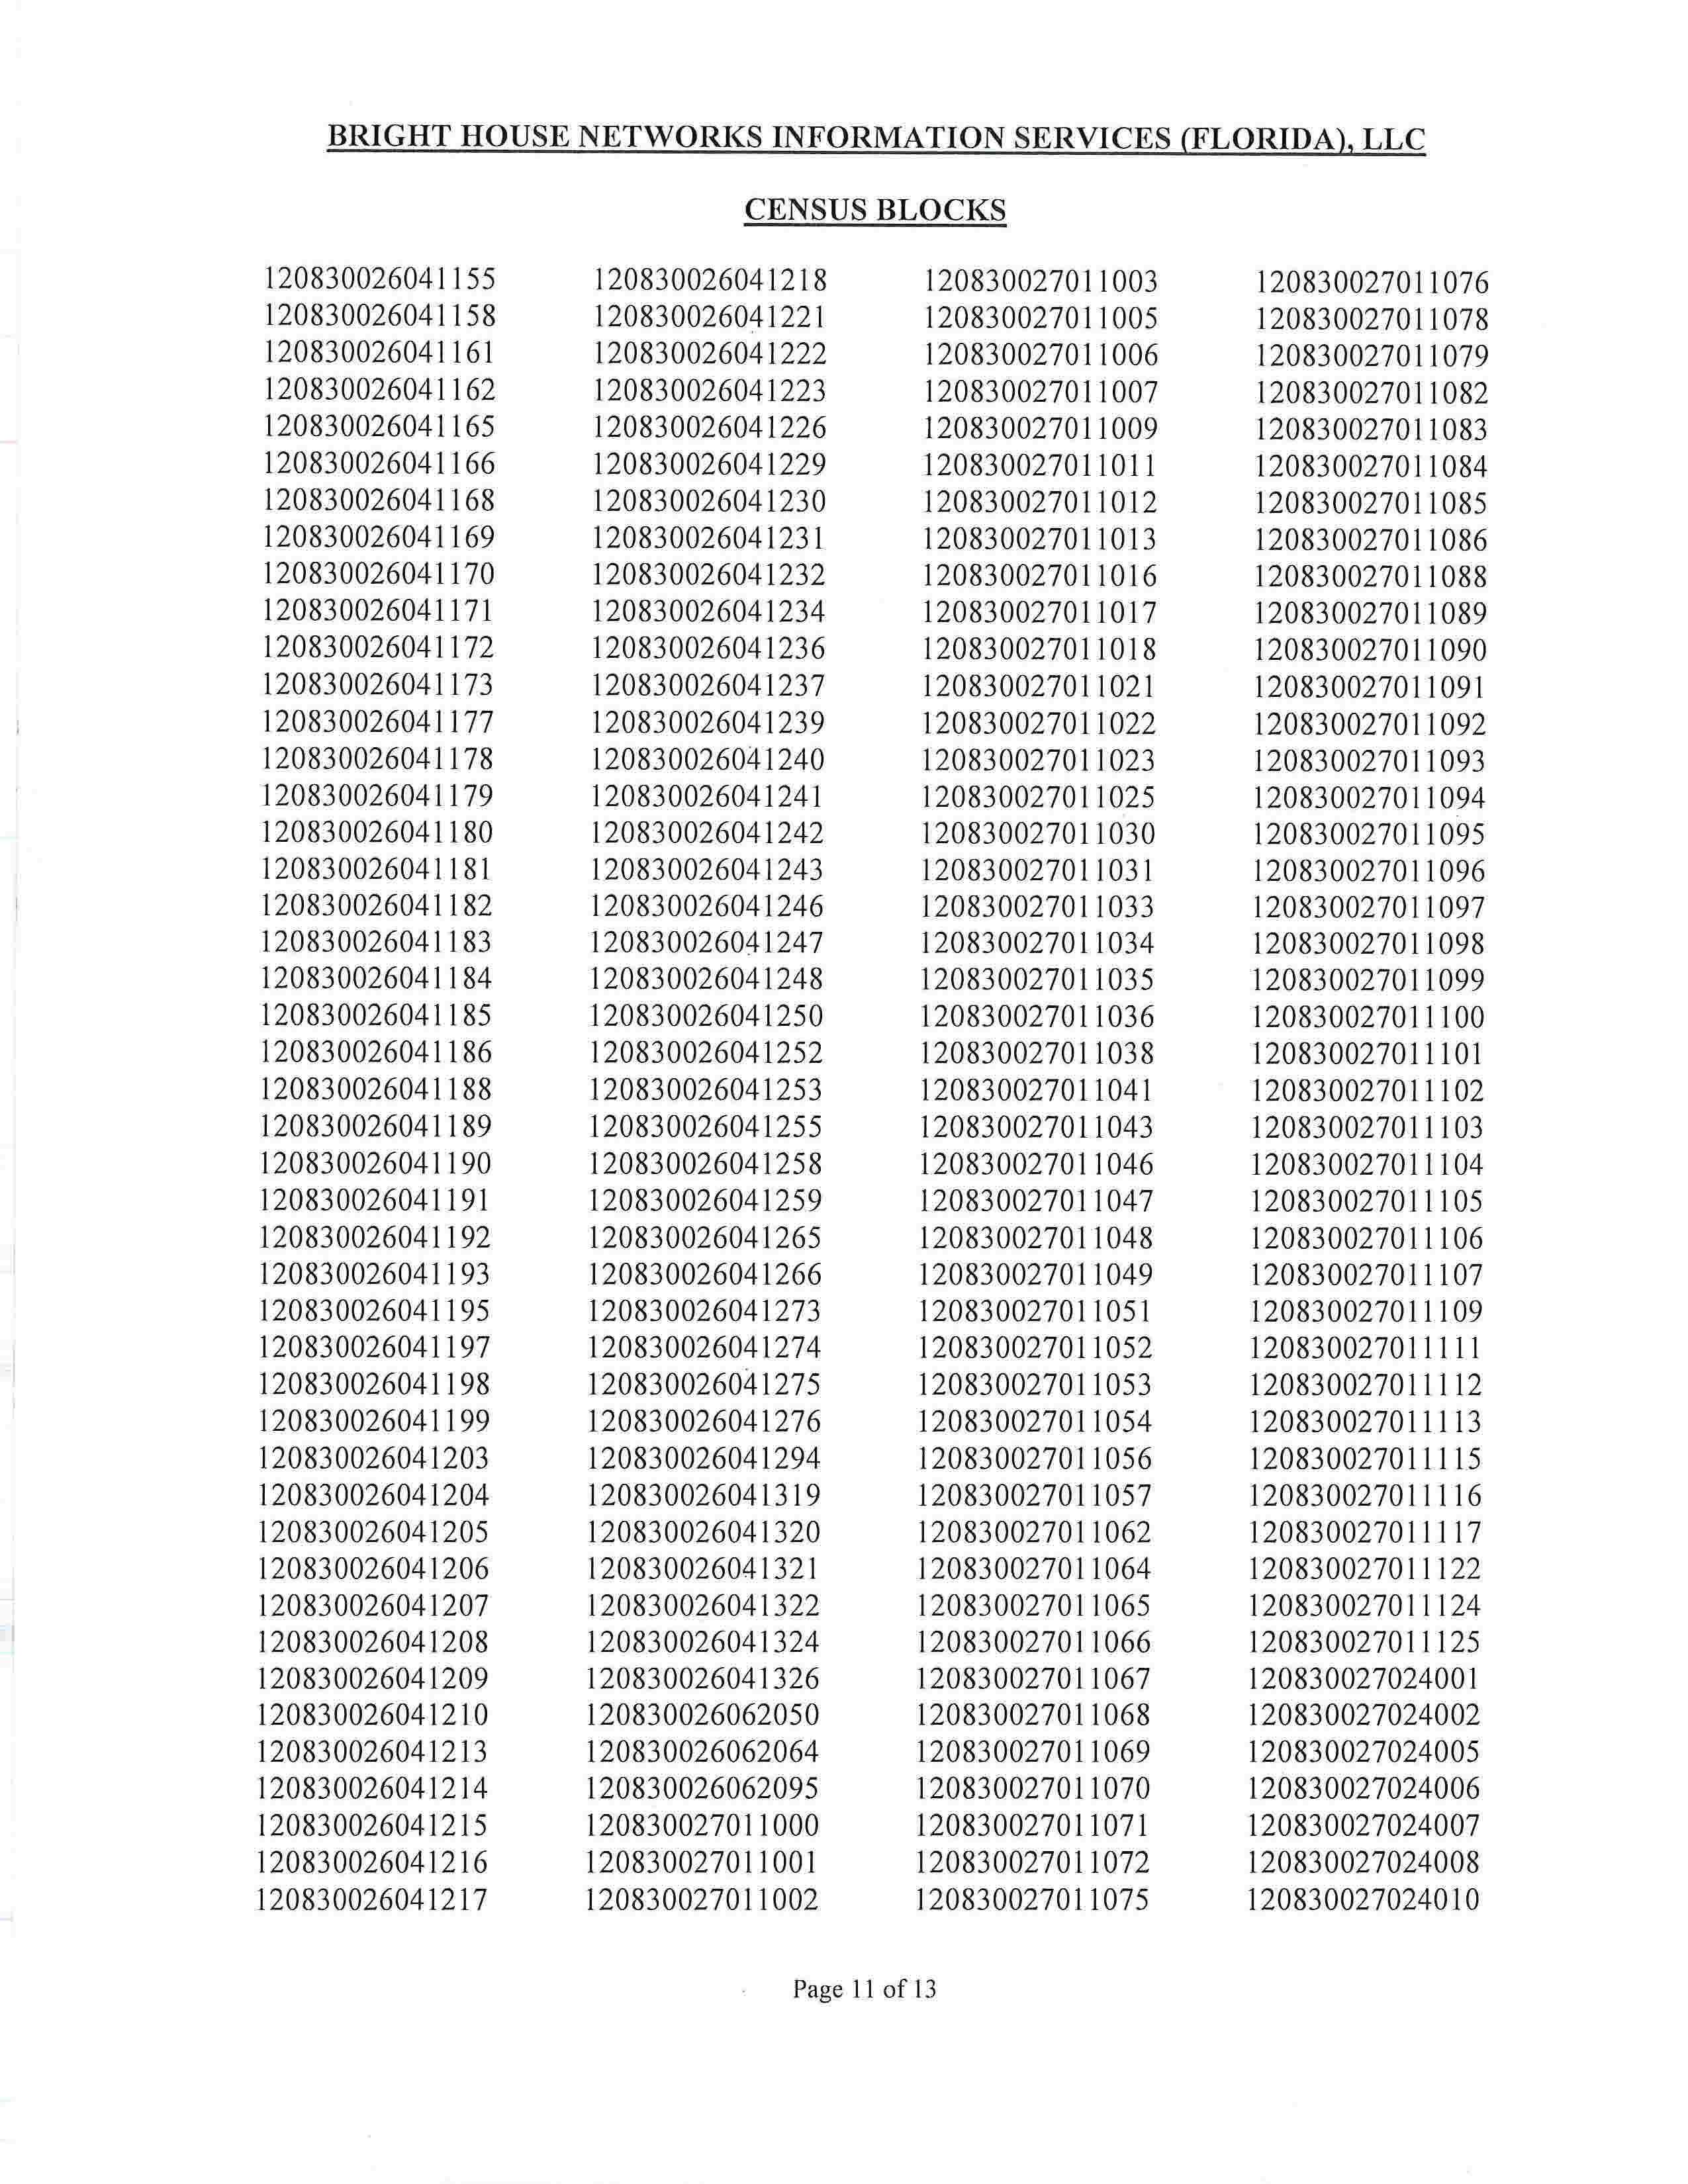 BRIGHT HOUSE NETWORKS INFORMATION SERVICES (FLORIDA), LLC
CENSUS BLOCKS
120830026041155 120830026041218 120830027011003 120830027011076
120830026041158 120830026041221 120830027011005 120830027011078
120830026041161 120830026041222 120830027011006 120830027011079
120830026041162 120830026041223 120830027011007 120830027011082
120830026041165 120830026041226 120830027011009 120830027011083
120830026041166 120830026041229 120830027011011 120830027011084
120830026041168 120830026041230 120830027011012 120830027011085
120830026041169 120830026041231 120830027011013 120830027011086
120830026041170 120830026041232 120830027011016 120830027011088
120830026041171 120830026041234 120830027011017 120830027011089
120830026041172 120830026041236 120830027011018 120830027011090
120830026041173 120830026041237 120830027011021 120830027011091
120830026041177 120830026041239 120830027011022 120830027011092
120830026041178 120830026041240 120830027011023 120830027011093
120830026041179 120830026041241 120830027011025 120830027011094
120830026041180 120830026041242 120830027011030 120830027011095
120830026041181 120830026041243 120830027011031 120830027011096
120830026041182 120830026041246 120830027011033 120830027011097
120830026041183 120830026041247 120830027011034 120830027011098
120830026041184 120830026041248 120830027011035 120830027011099
120830026041185 120830026041250 120830027011036 120830027011100
120830026041186 120830026041252 120830027011038 120830027011101
120830026041188 120830026041253 120830027011041 120830027011102
120830026041189 120830026041255 120830027011043 120830027011103
120830026041190 120830026041258 120830027011046 120830027011104
120830026041191 120830026041259 120830027011047 120830027011105
120830026041192 120830026041265 120830027011048 120830027011106
120830026041193 120830026041266 120830027011049 120830027011107
120830026041195 120830026041273 120830027011051 120830027011109
120830026041197 120830026041274 120830027011052 120830027011111
120830026041198 120830026041275 120830027011053 120830027011112
120830026041199 120830026041276 120830027011054 120830027011113
120830026041203 120830026041294 120830027011056 120830027011115
120830026041204 120830026041319 120830027011057 120830027011116
120830026041205 120830026041320 120830027011062 120830027011117
120830026041206 120830026041321 120830027011064 120830027011122
120830026041207 120830026041322 120830027011065 120830027011124
120830026041208 120830026041324 120830027011066 120830027011125
120830026041209 120830026041326 120830027011067 120830027024001
120830026041210 120830026062050 120830027011068 120830027024002
120830026041213 120830026062064 120830027011069 120830027024005
120830026041214 120830026062095 120830027011070 120830027024006
120830026041215 120830027011000 120830027011071 120830027024007
120830026041216 120830027011001 120830027011072 120830027024008
120830026041217 120830027011002 120830027011075 120830027024010
Page 11 of 13